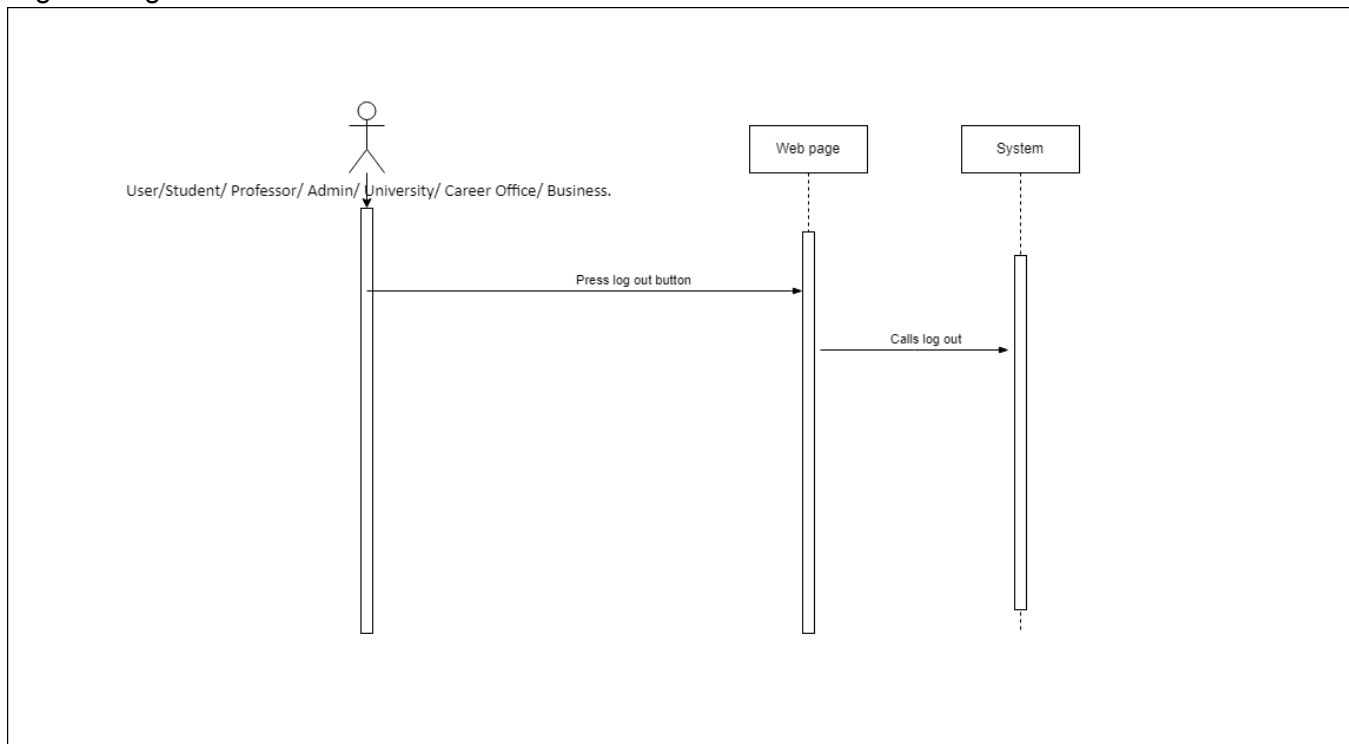 Web page
System
User/Student/ Professor/ Admin/ University/ Career Office/ Business.
Press log out button
Calls log out